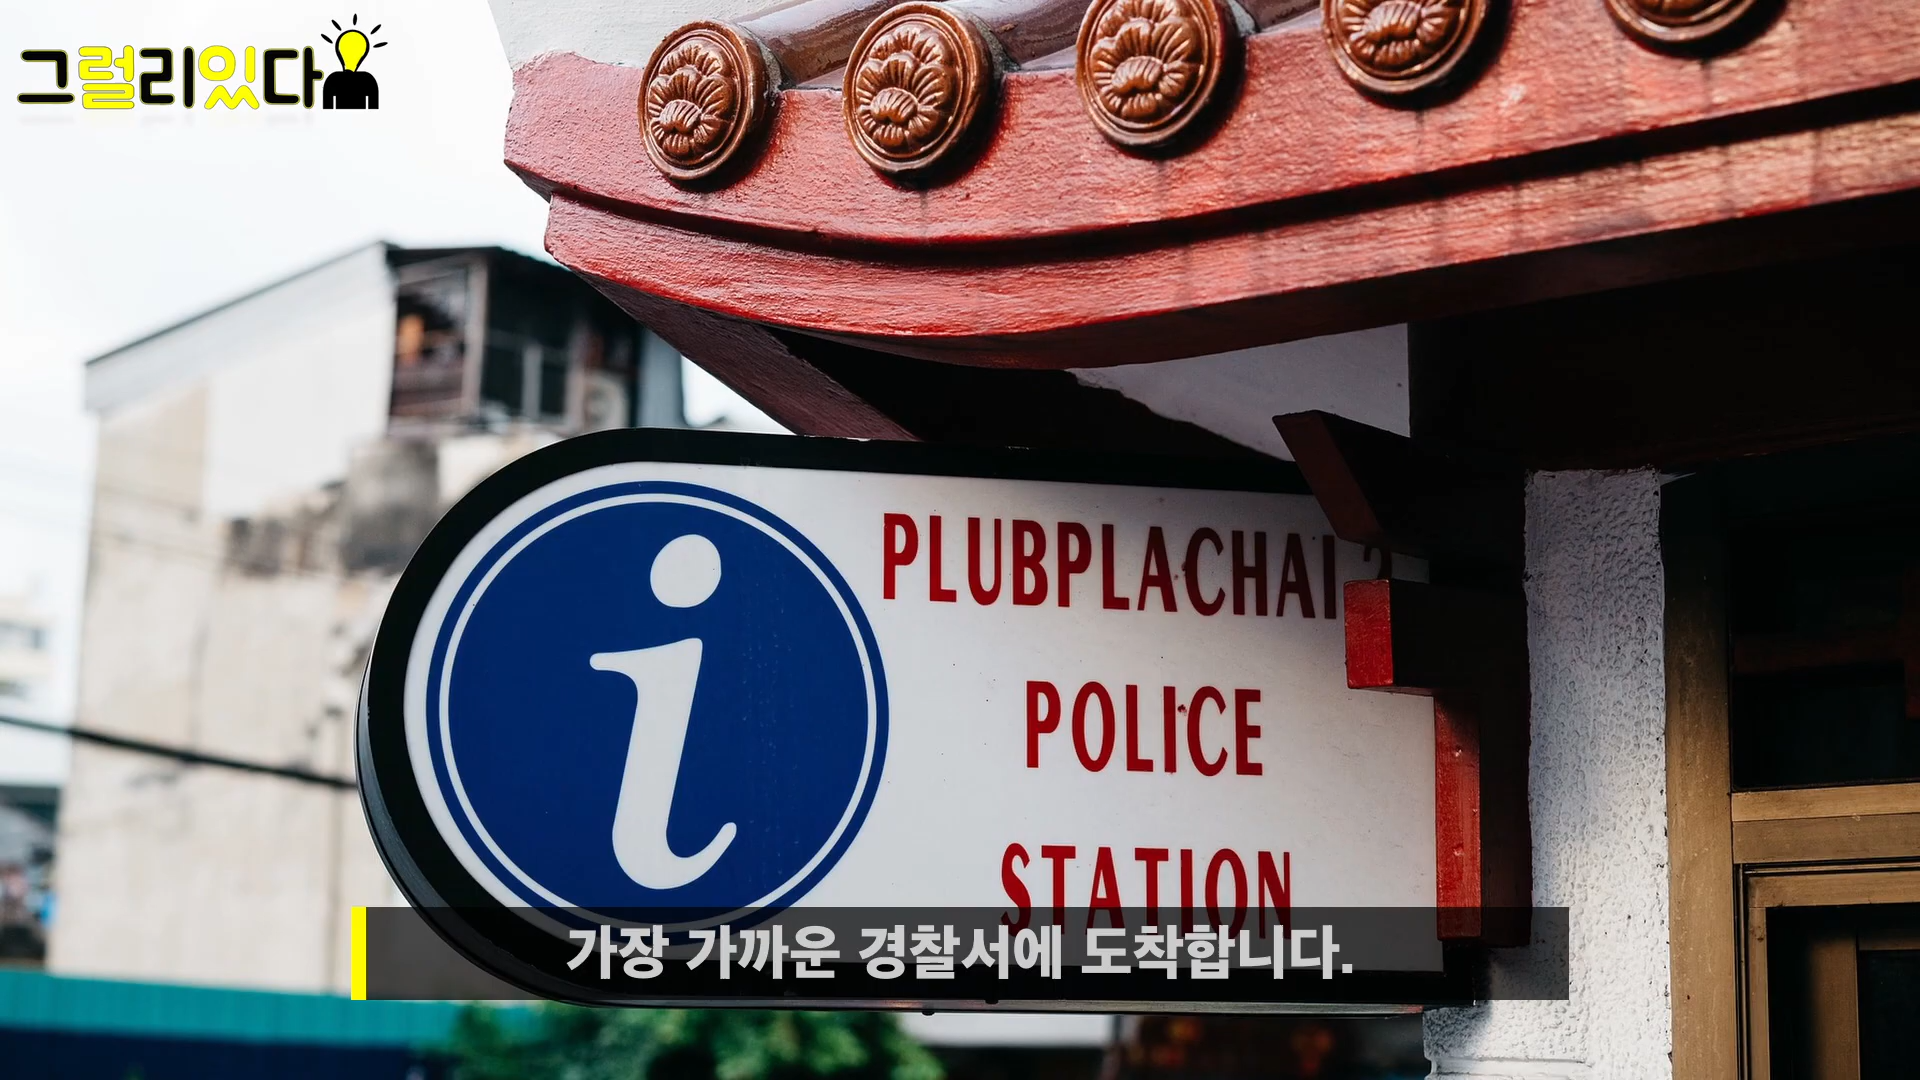 그럴리있다
i
PLUBPLACHAI 2
POLICE
STATION
가장 가까운 경찰서에 도착합니다.